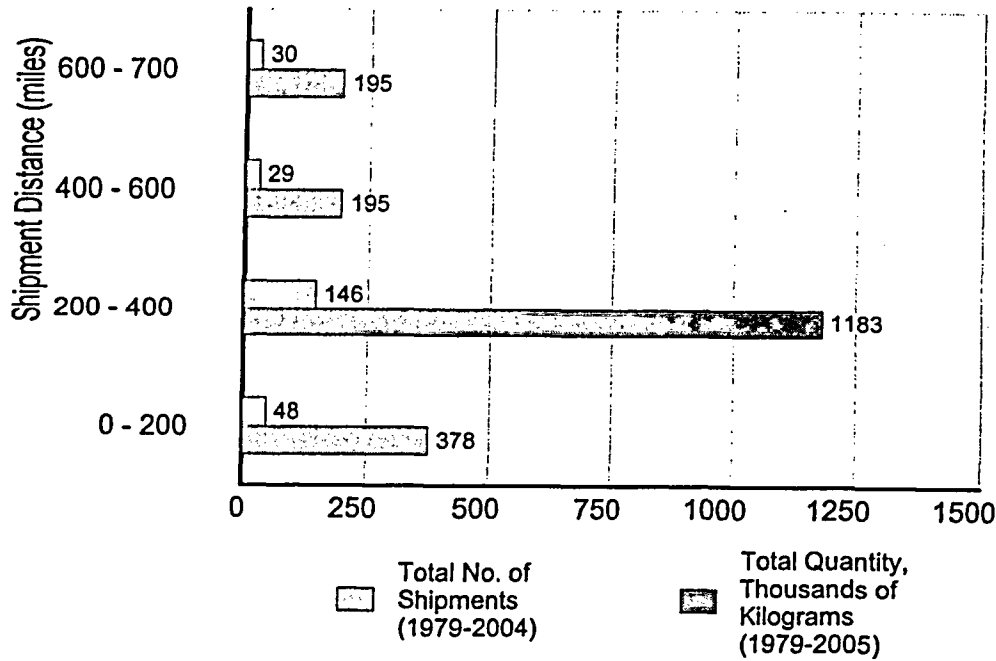 Shipment Distance (miles)
600 - 700
30
195
400 - 600
29
195
200 - 400
146
1183
0 - 200
48
378
0 250 500 750 1000 1250 1500
Total No. of
Shipments
(1979-2004)
Total Quantity,
Thousands of
Kilograms
(1979-2005)